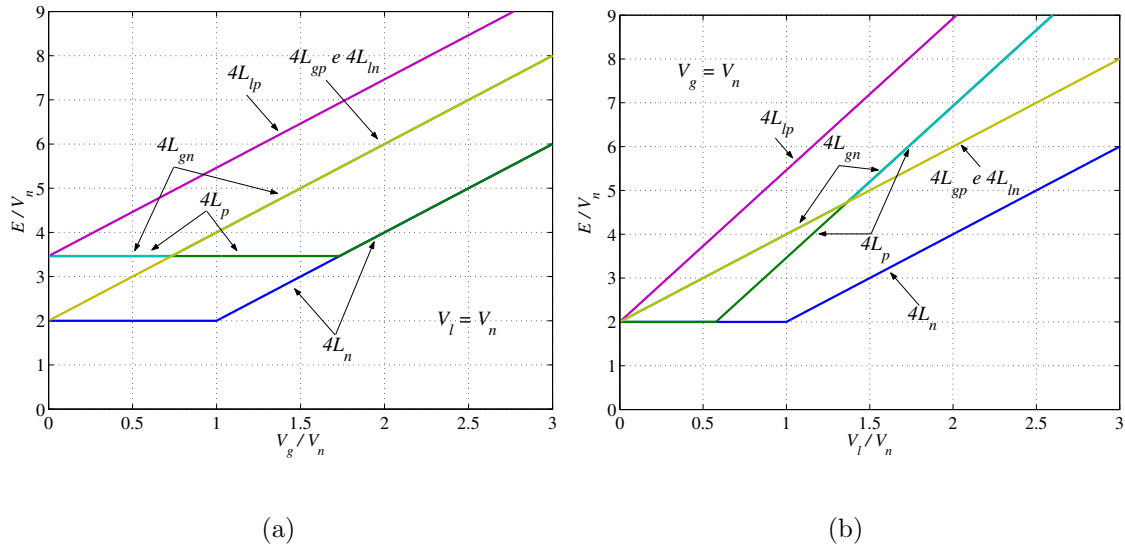 9
8
7
6
5
4
3
2
1
0
E / V_n
4L_lp
4L_gp e 4L_ln
4L_gn
4L_p
4L_n
V_l = V_n
0 0.5 1 1.5 2 2.5 3
V_g / V_n
(a)
9
8
7
6
5
4
3
2
1
0
E / V_n
V_g = V_n
4L_lp
4L_gn
4L_gp e 4L_ln
4L_p
4L_n
0 0.5 1 1.5 2 2.5 3
V_l / V_n
(b)